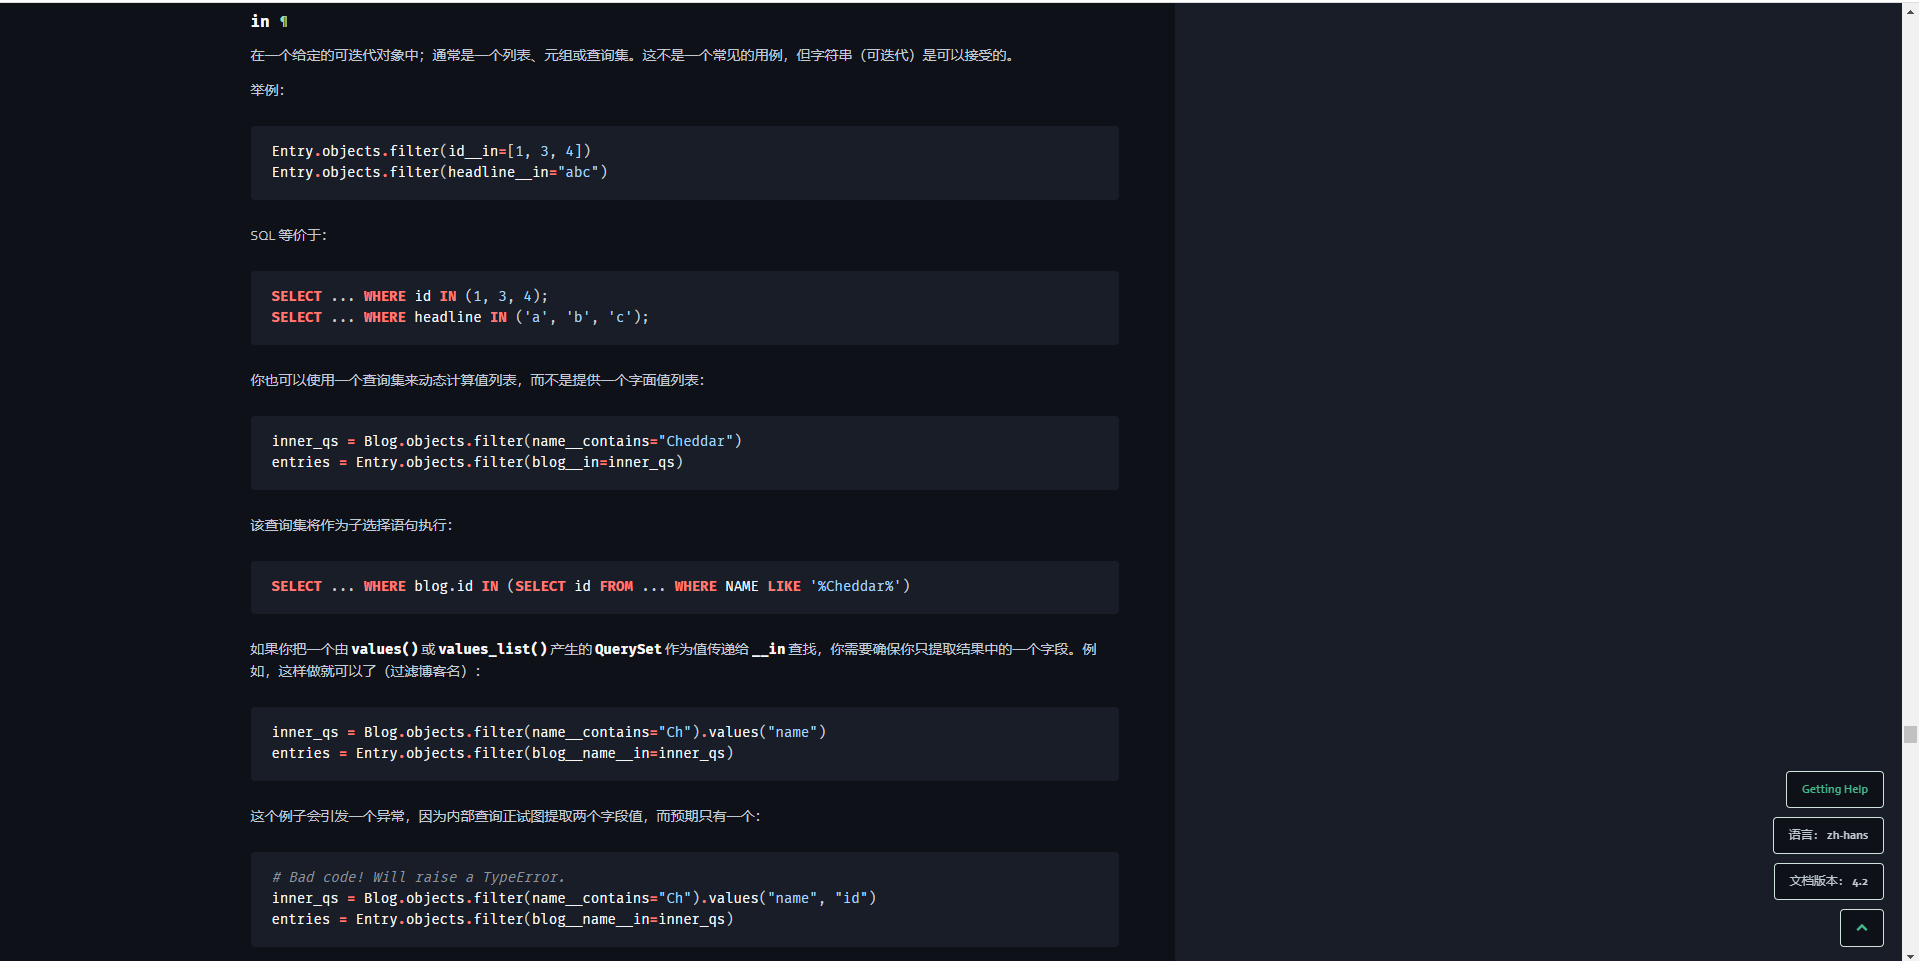 in ¶
在一个给定的可迭代对象中；通常是一个列表、元组或查询集。这不是一个常见的用例，但字符串（可迭代）是可以接受的。
举例：
Entry.objects.filter(id__in=[1, 3, 4])
Entry.objects.filter(headline__in="abc")
SQL 等价于：
SELECT ... WHERE id IN (1, 3, 4);
SELECT ... WHERE headline IN ('a', 'b', 'c');
你也可以使用一个查询集来动态计算值列表，而不是提供一个字面值列表：
inner_qs = Blog.objects.filter(name__contains="Cheddar")
entries = Entry.objects.filter(blog__in=inner_qs)
该查询集将作为子选择语句执行：
SELECT ... WHERE blog.id IN (SELECT id FROM ... WHERE NAME LIKE '%Cheddar%')
如果你把一个由 values() 或 values_list() 产生的 QuerySet 作为值传递给 __in 查找，你需要确保你只提取结果中的一个字段。例
如，这样做就可以了（过滤博客名）：
inner_qs = Blog.objects.filter(name__contains="Ch").values("name")
entries = Entry.objects.filter(blog__name__in=inner_qs)
这个例子会引发一个异常，因为内部查询正试图提取两个字段值，而预期只有一个：
# Bad code! Will raise a TypeError.
inner_qs = Blog.objects.filter(name__contains="Ch").values("name", "id")
entries = Entry.objects.filter(blog__name__in=inner_qs)
Getting Help
语言： zh-hans
文档版本： 4.2